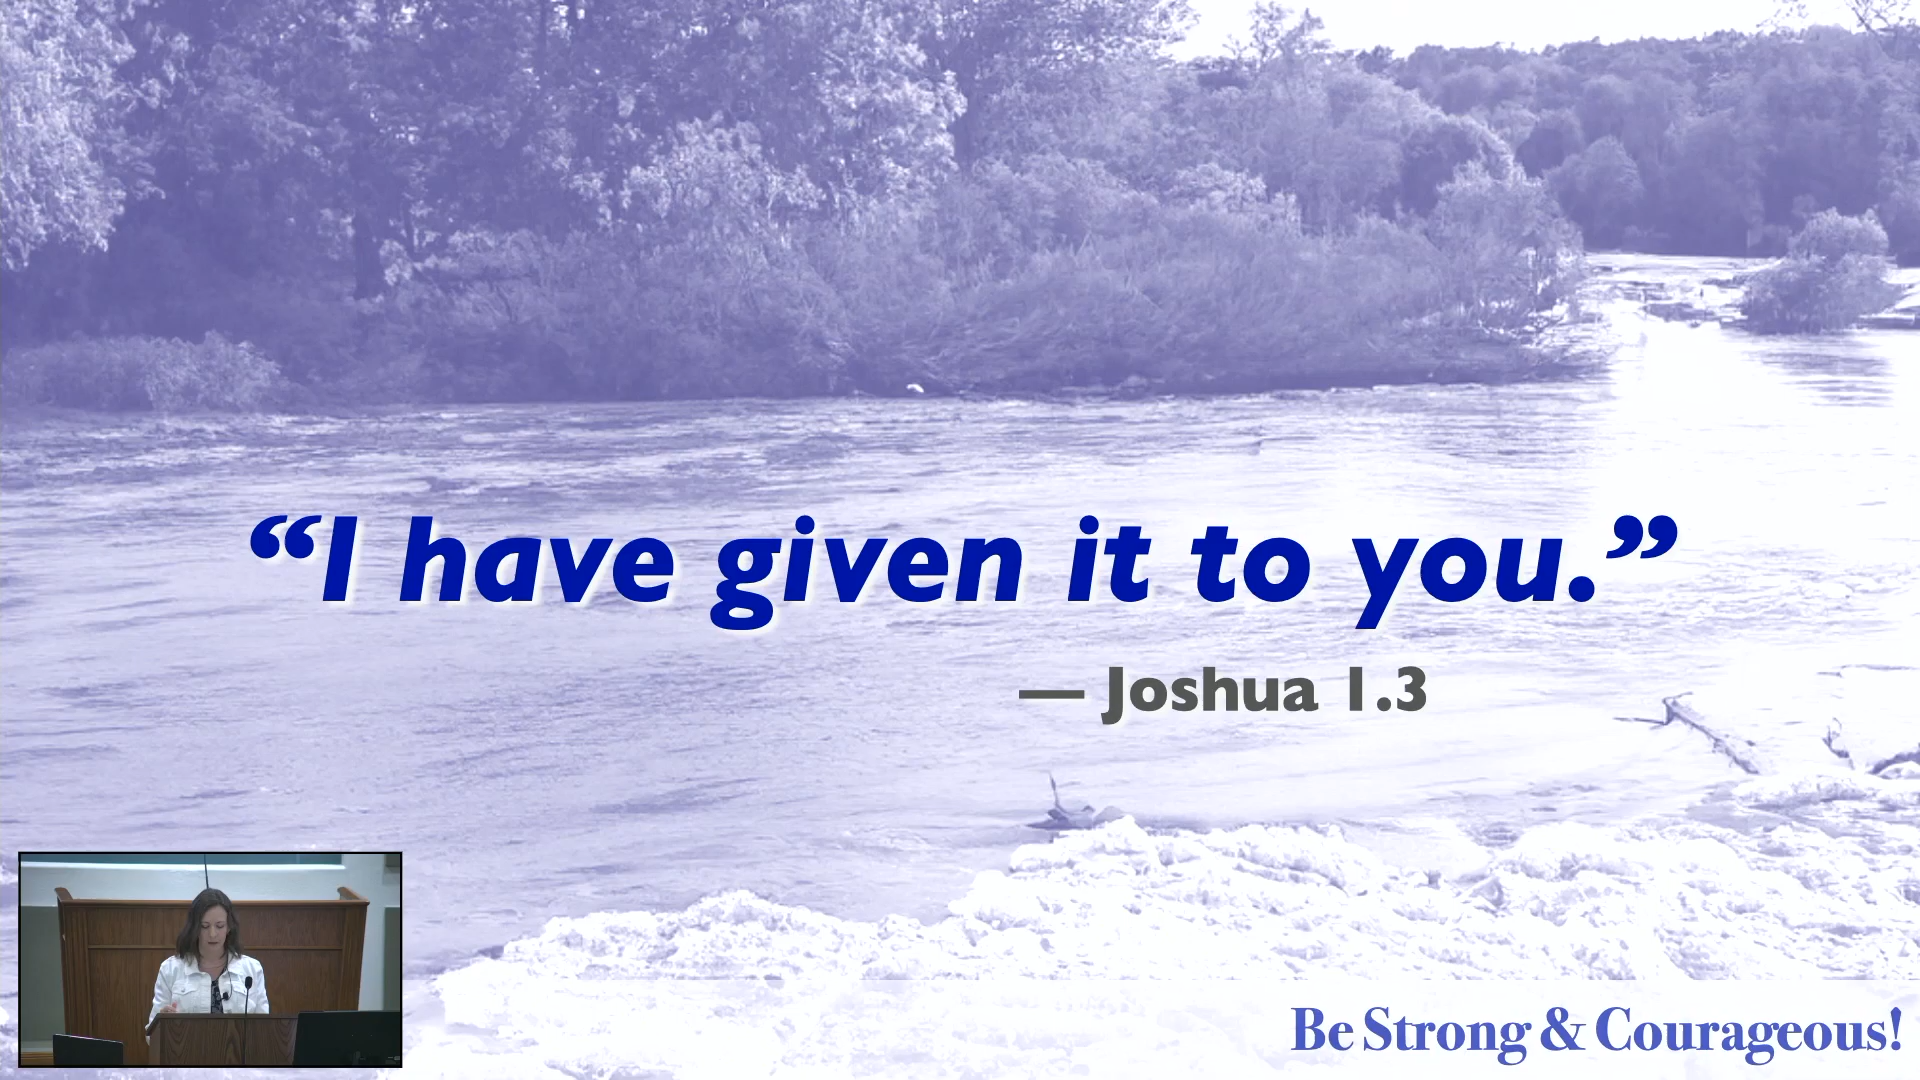 “I have given it to you.”
— Joshua 1.3
Be Strong & Courageous!